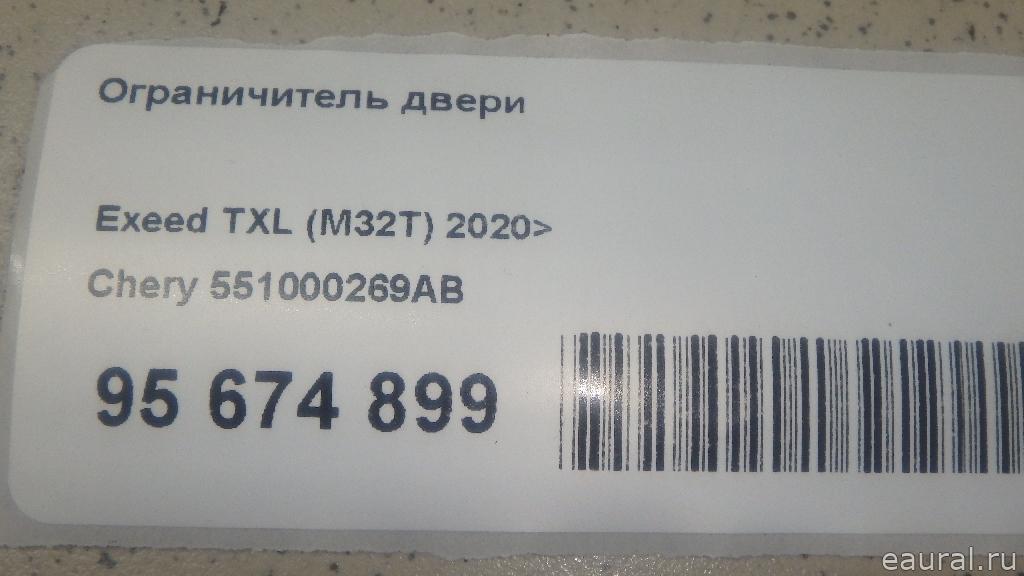 Ограничитель двери
Exeed TXL (M32T) 2020>
Chery 551000269AB
95 674 899
eaural.ru